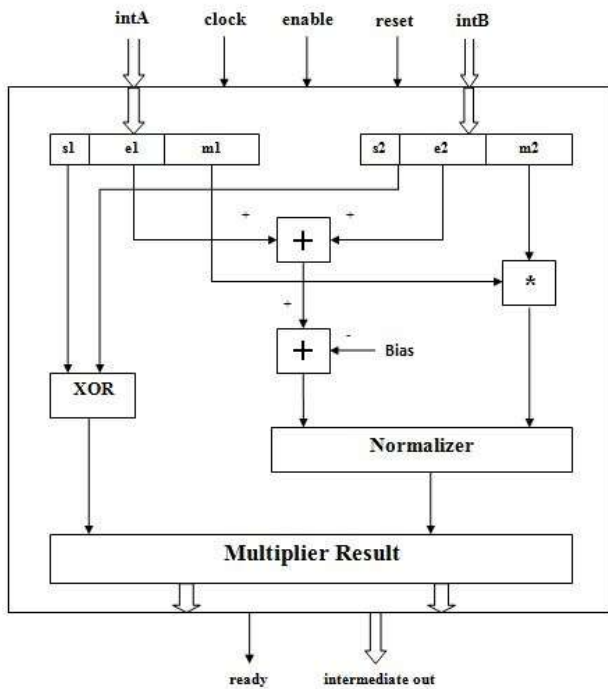 intA clock enable reset intB
s1 e1 m1 s2 e2 m2
+ +
+
*
+
-
+
Bias
XOR
Normalizer
Multiplier Result
ready intermediate out